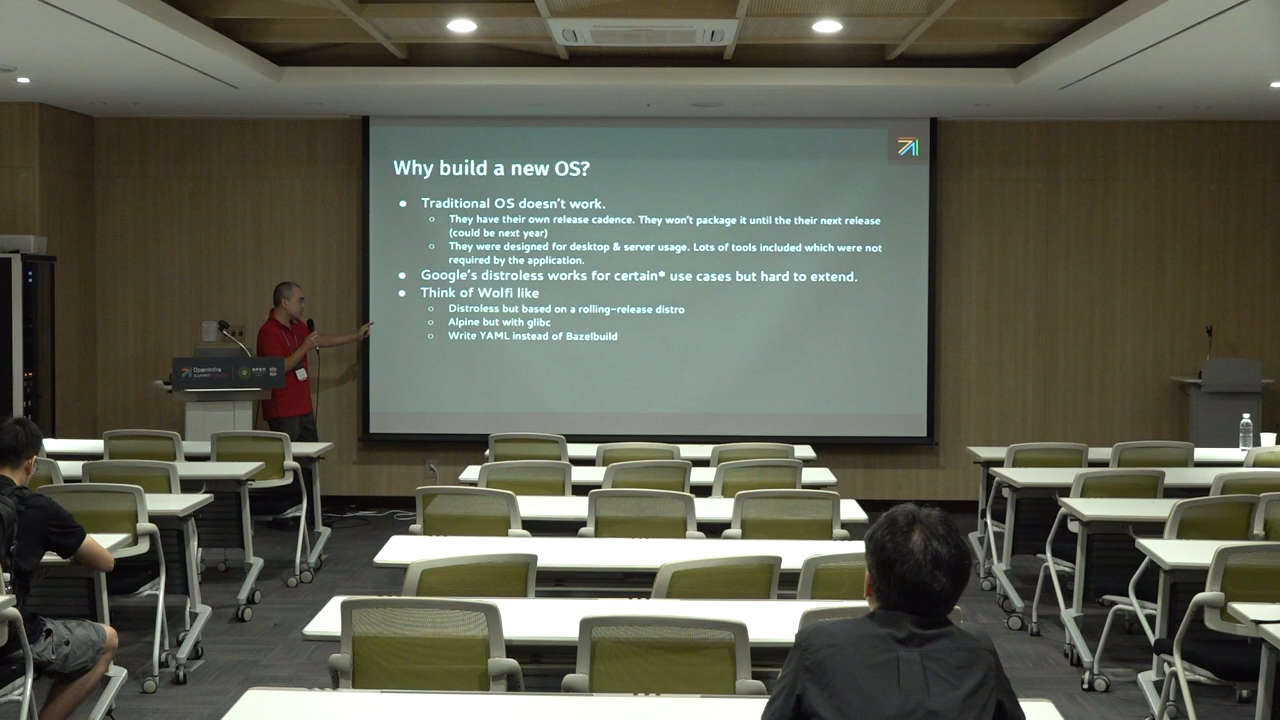 Why build a new OS?
● Traditional OS doesn't work.
○ They have their own release cadence. They won't package it until the their next release
(could be next year)
○ They were designed for desktop & server usage. Lots of tools included which were not
required by the application.
● Google's distroless works for certain* use cases but hard to extend.
● Think of Wolfi like
○ Distroless but based on a rolling-release distro
○ Alpine but with glibc
○ Write YAML instead of Bazelbuild
OpenInfra
SUMMIT
OPEN